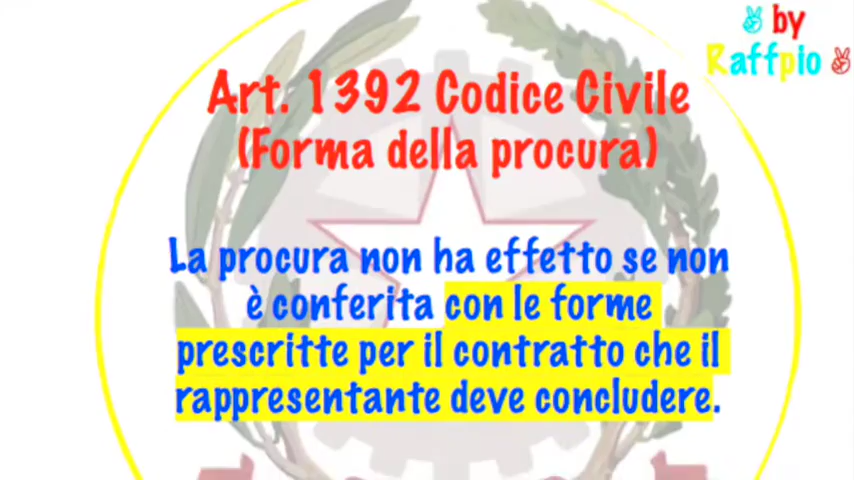 by
Raffpio
Art. 1392 Codice Civile
(Forma della procura)
La procura non ha effetto se non
è conferita con le forme
prescritte per il contratto che il
rappresentante deve concludere.